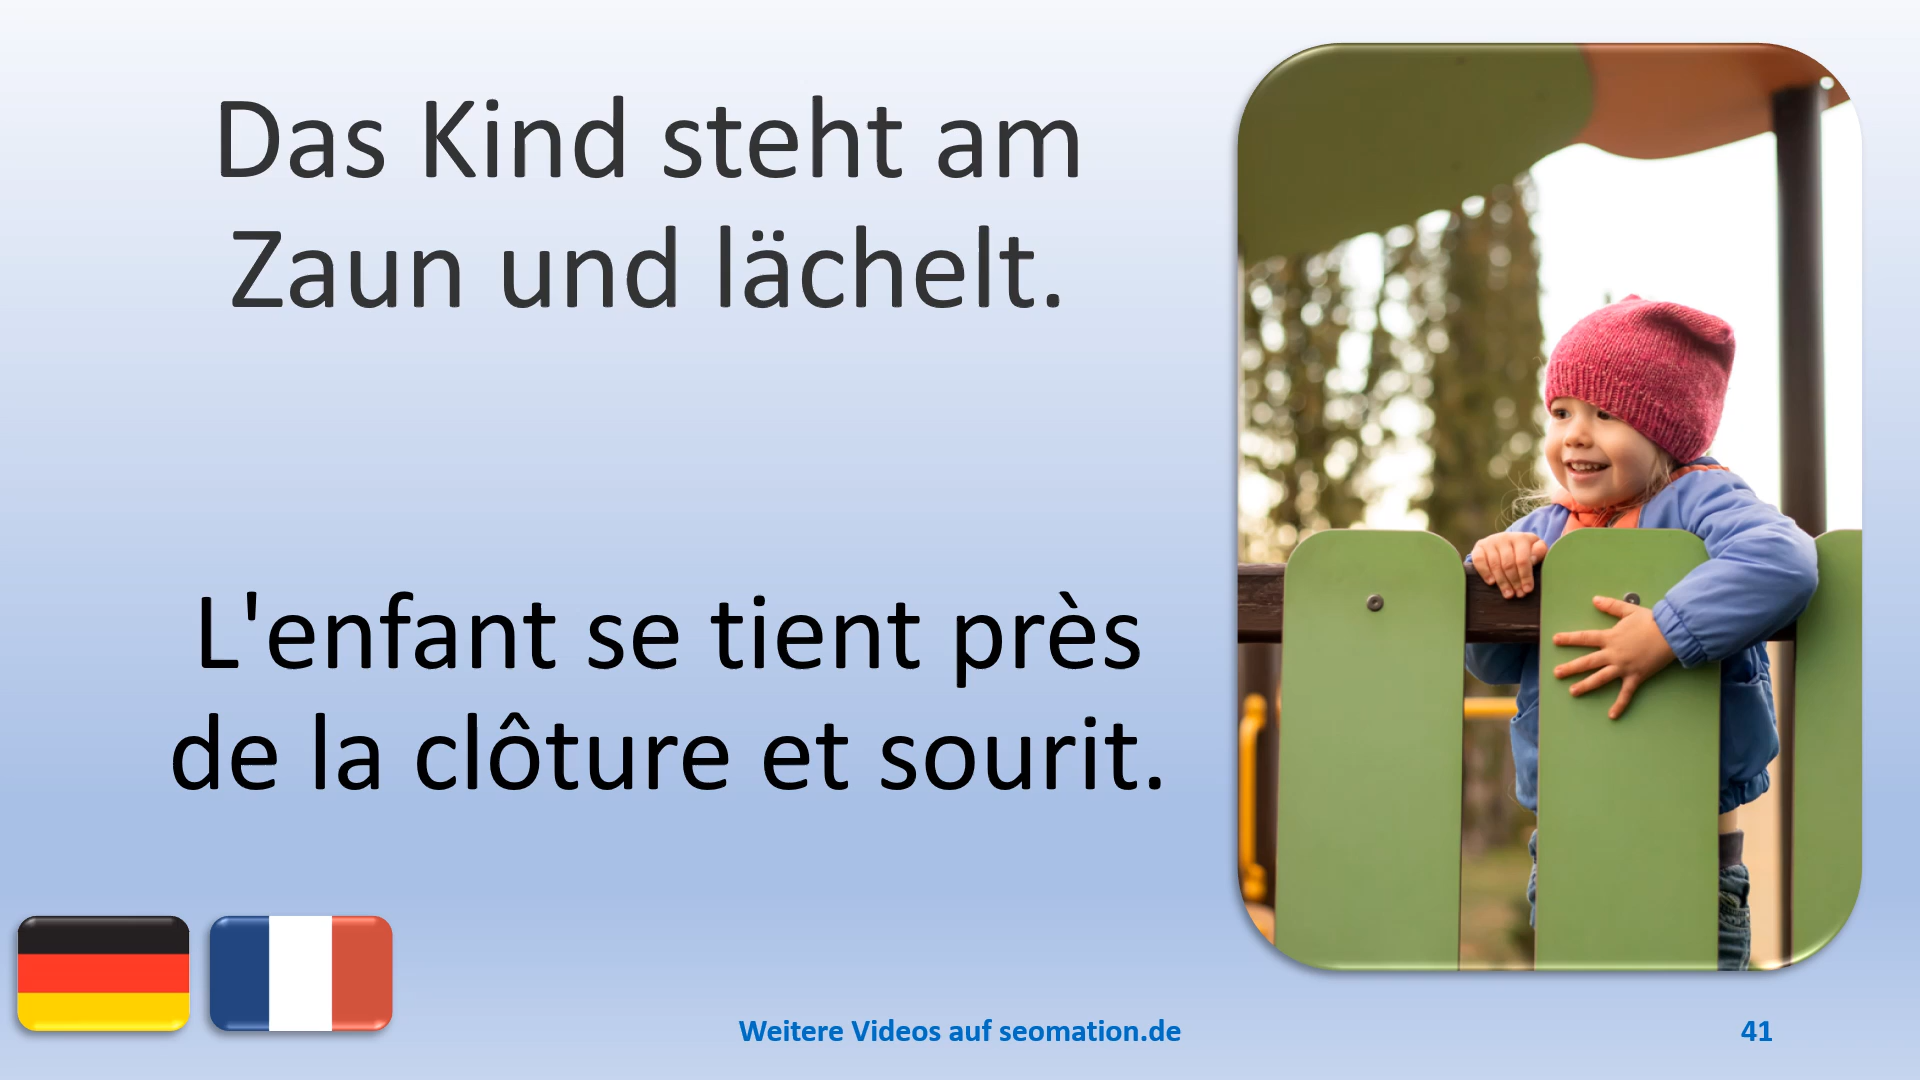 Das Kind steht am
Zaun und lächelt.
L'enfant se tient près
de la clôture et sourit.
Weitere Videos auf seomation.de
41